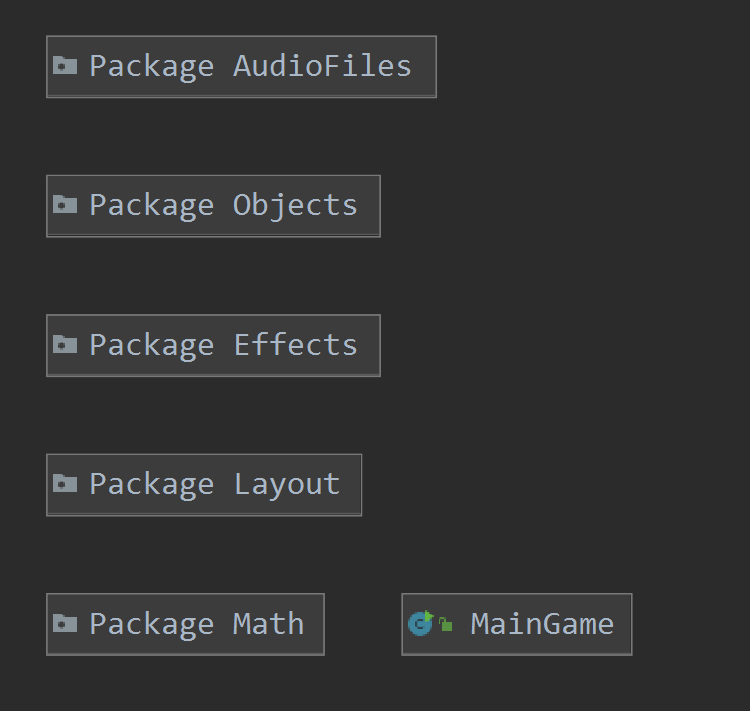 Package AudioFiles
Package Objects
Package Effects
Package Layout
Package Math
MainGame